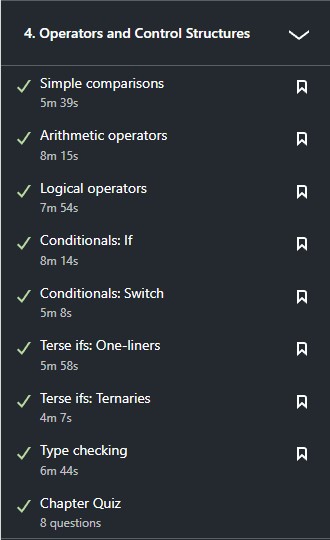 4. Operators and Control Structures
Simple comparisons
5m 39s
Arithmetic operators
8m 15s
Logical operators
7m 54s
Conditionals: If
8m 14s
Conditionals: Switch
5m 8s
Terse ifs: One-liners
5m 58s
Terse ifs: Ternaries
4m 7s
Type checking
6m 44s
Chapter Quiz
8 questions